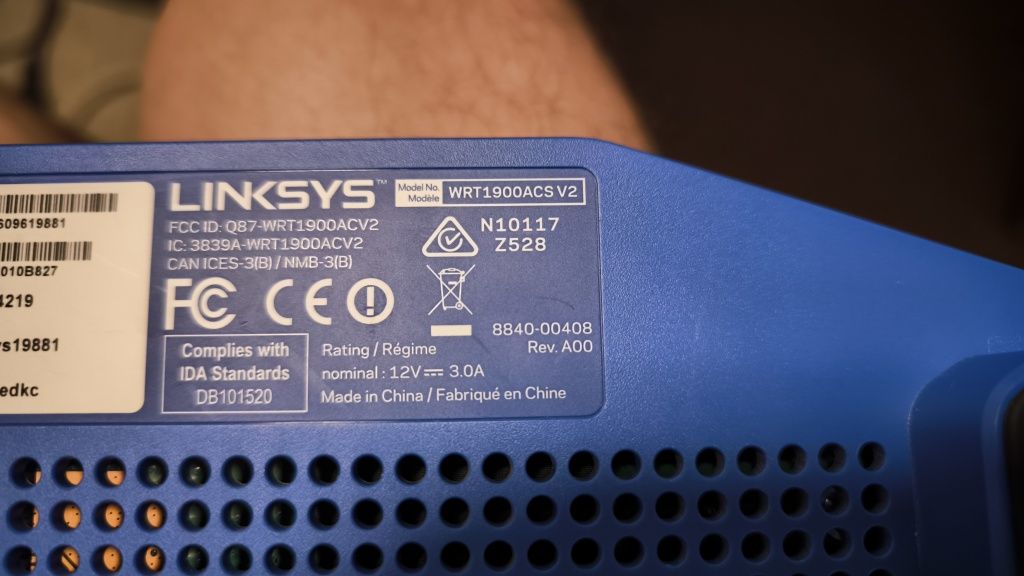 LINKSYS™ Model No. Modèle WRT1900ACS V2
FCC ID: Q87-WRT1900ACV2
IC: 3839A-WRT1900ACV2
CAN ICES-3(B) / NMB-3(B)
N10117
Z528
FC CE
8840-00408
Rev. A00
Complies with
IDA Standards
DB101520
Rating / Régime
nominal : 12V⎓ 3.0A
Made in China / Fabriqué en Chine
609619881
010B827
4219
ys19881
edkc